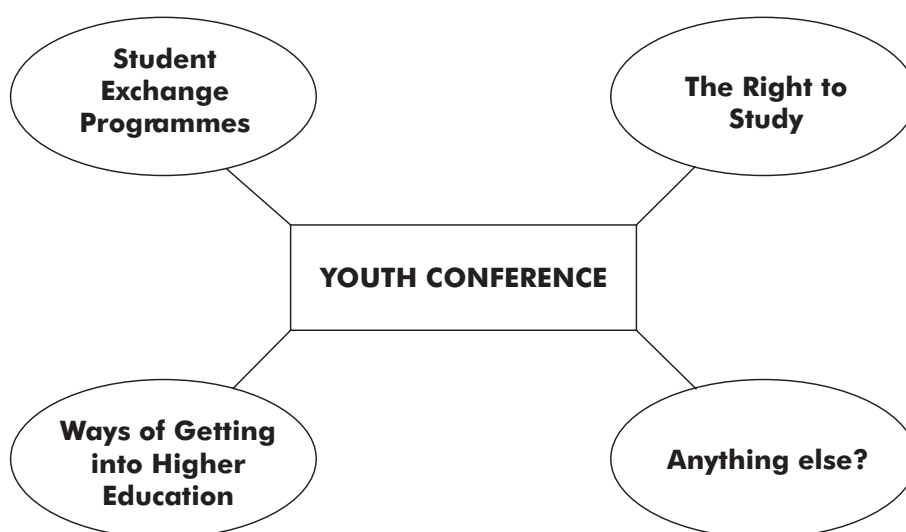 Student
Exchange
Programmes
The Right to
Study
YOUTH CONFERENCE
Ways of Getting
into Higher
Education
Anything else?